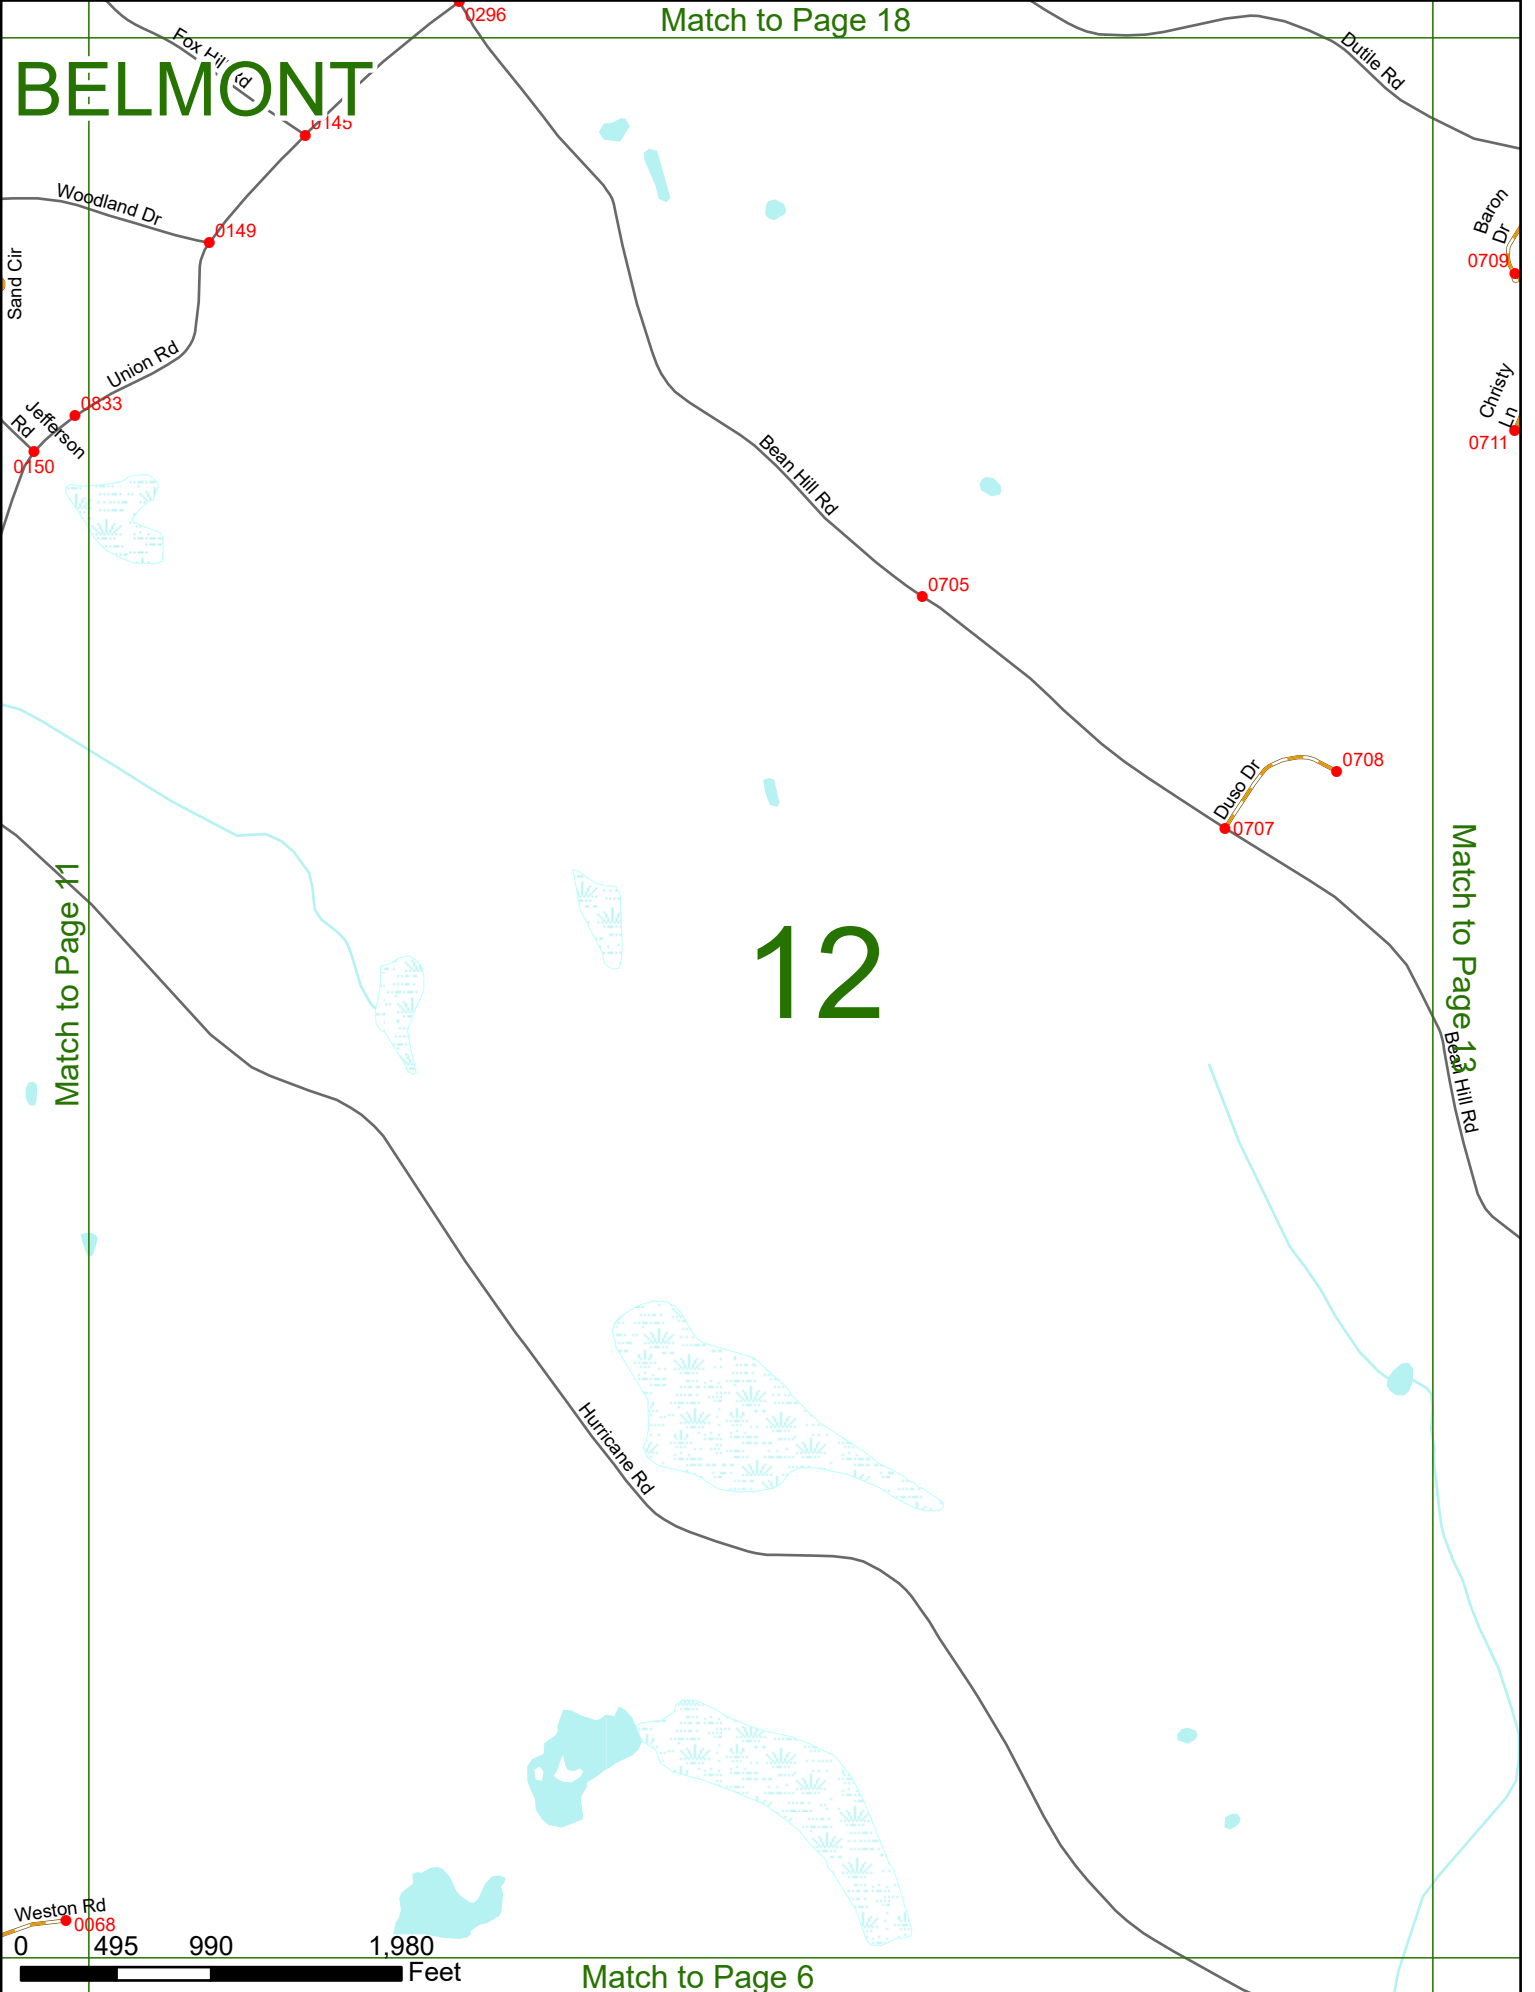 Match to Page 18
0296
Fox Hill Rd
Dutile Rd
BELMONT
0145
Woodland Dr
0149
Baron
Dr
0709
Sand Cir
Union Rd
0833
Jefferson
Rd
0150
Christy
Ln
0711
Bean Hill Rd
0705
0708
Duso Dr
0707
Match to Page 11
12
Match to Page 13
Bean Hill Rd
Hurricane Rd
Weston Rd
0068
0 495 990 1,980
Feet
Match to Page 6